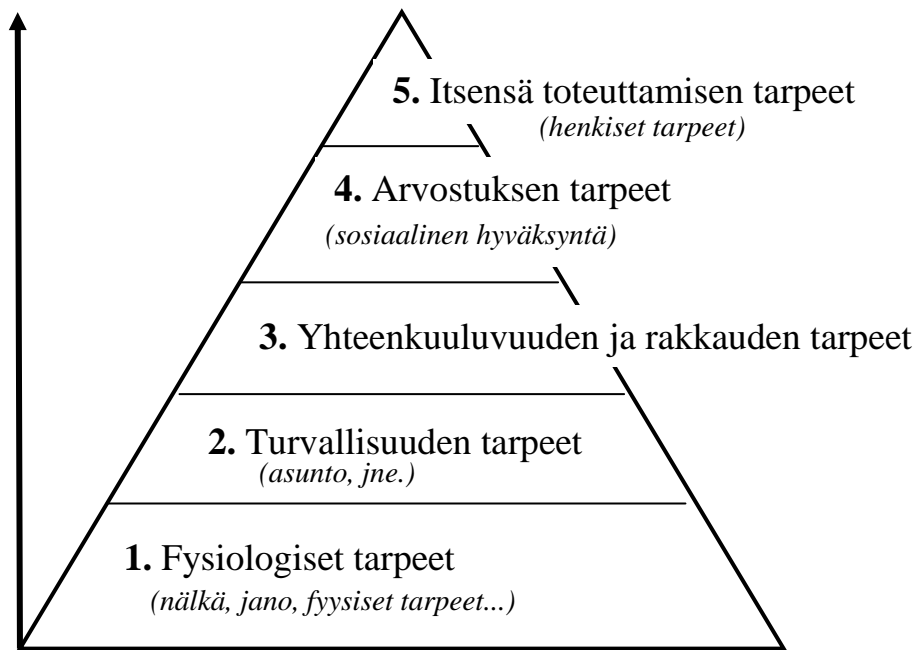 5. Itsensä toteuttamisen tarpeet
(henkiset tarpeet)
4. Arvostuksen tarpeet
(sosiaalinen hyväksyntä)
3. Yhteenkuuluvuuden ja rakkauden tarpeet
2. Turvallisuuden tarpeet
(asunto, jne.)
1. Fysiologiset tarpeet
(nälkä, jano, fyysiset tarpeet...)